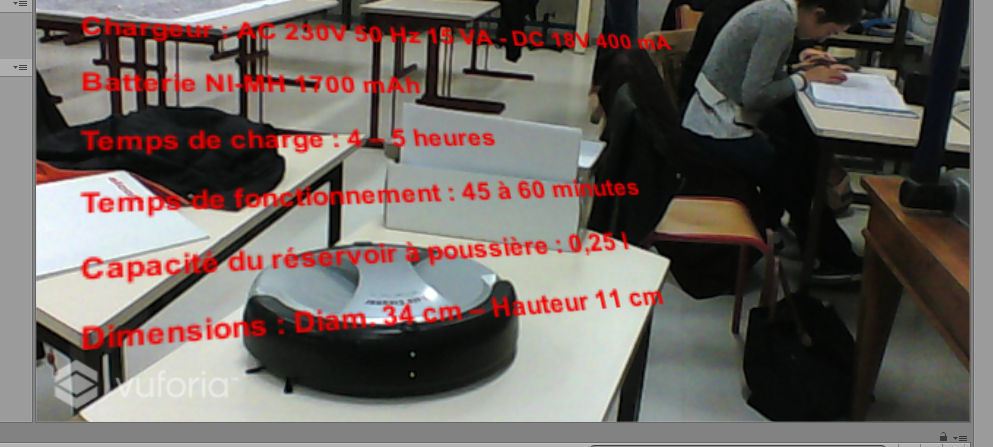 Chargeur : AC 230V 50 Hz 15 VA - DC 18V 400 mA
Batterie NI-MH 1700 mAh
Temps de charge : 4 – 5 heures
Temps de fonctionnement : 45 à 60 minutes
Capacité du réservoir à poussière : 0,25 l
Dimensions : Diam. 34 cm – Hauteur 11 cm
vuforia™